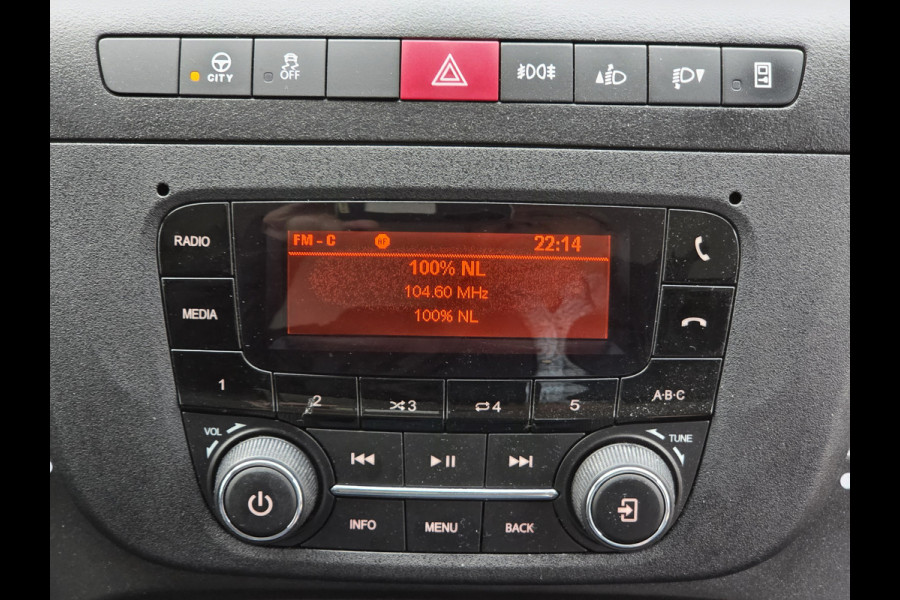 CITY
OFF
RADIO
FM - C AF 22:14
100% NL
104.60 MHz
100% NL
MEDIA
1
2
3
4
5
A·B·C
VOL
TUNE
INFO
MENU
BACK